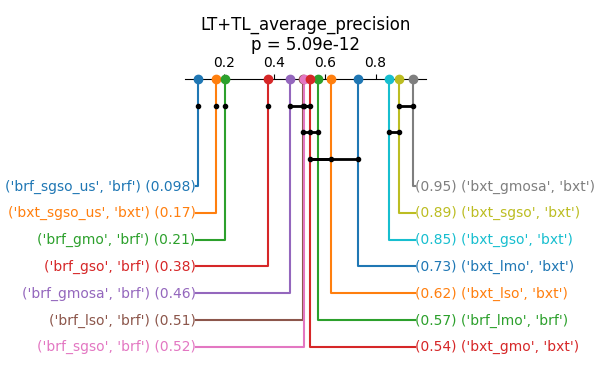 LT+TL_average_precision
p = 5.09e-12
0.2 0.4 0.6 0.8
('brf_sgso_us', 'brf') (0.098) (0.95) ('bxt_gmosa', 'bxt')
('bxt_sgso_us', 'bxt') (0.17) (0.89) ('bxt_sgso', 'bxt')
('brf_gmo', 'brf') (0.21) (0.85) ('bxt_gso', 'bxt')
('brf_gso', 'brf') (0.38) (0.73) ('bxt_lmo', 'bxt')
('brf_gmosa', 'brf') (0.46) (0.62) ('bxt_lso', 'bxt')
('brf_lso', 'brf') (0.51) (0.57) ('brf_lmo', 'brf')
('brf_sgso', 'brf') (0.52) (0.54) ('bxt_gmo', 'bxt')